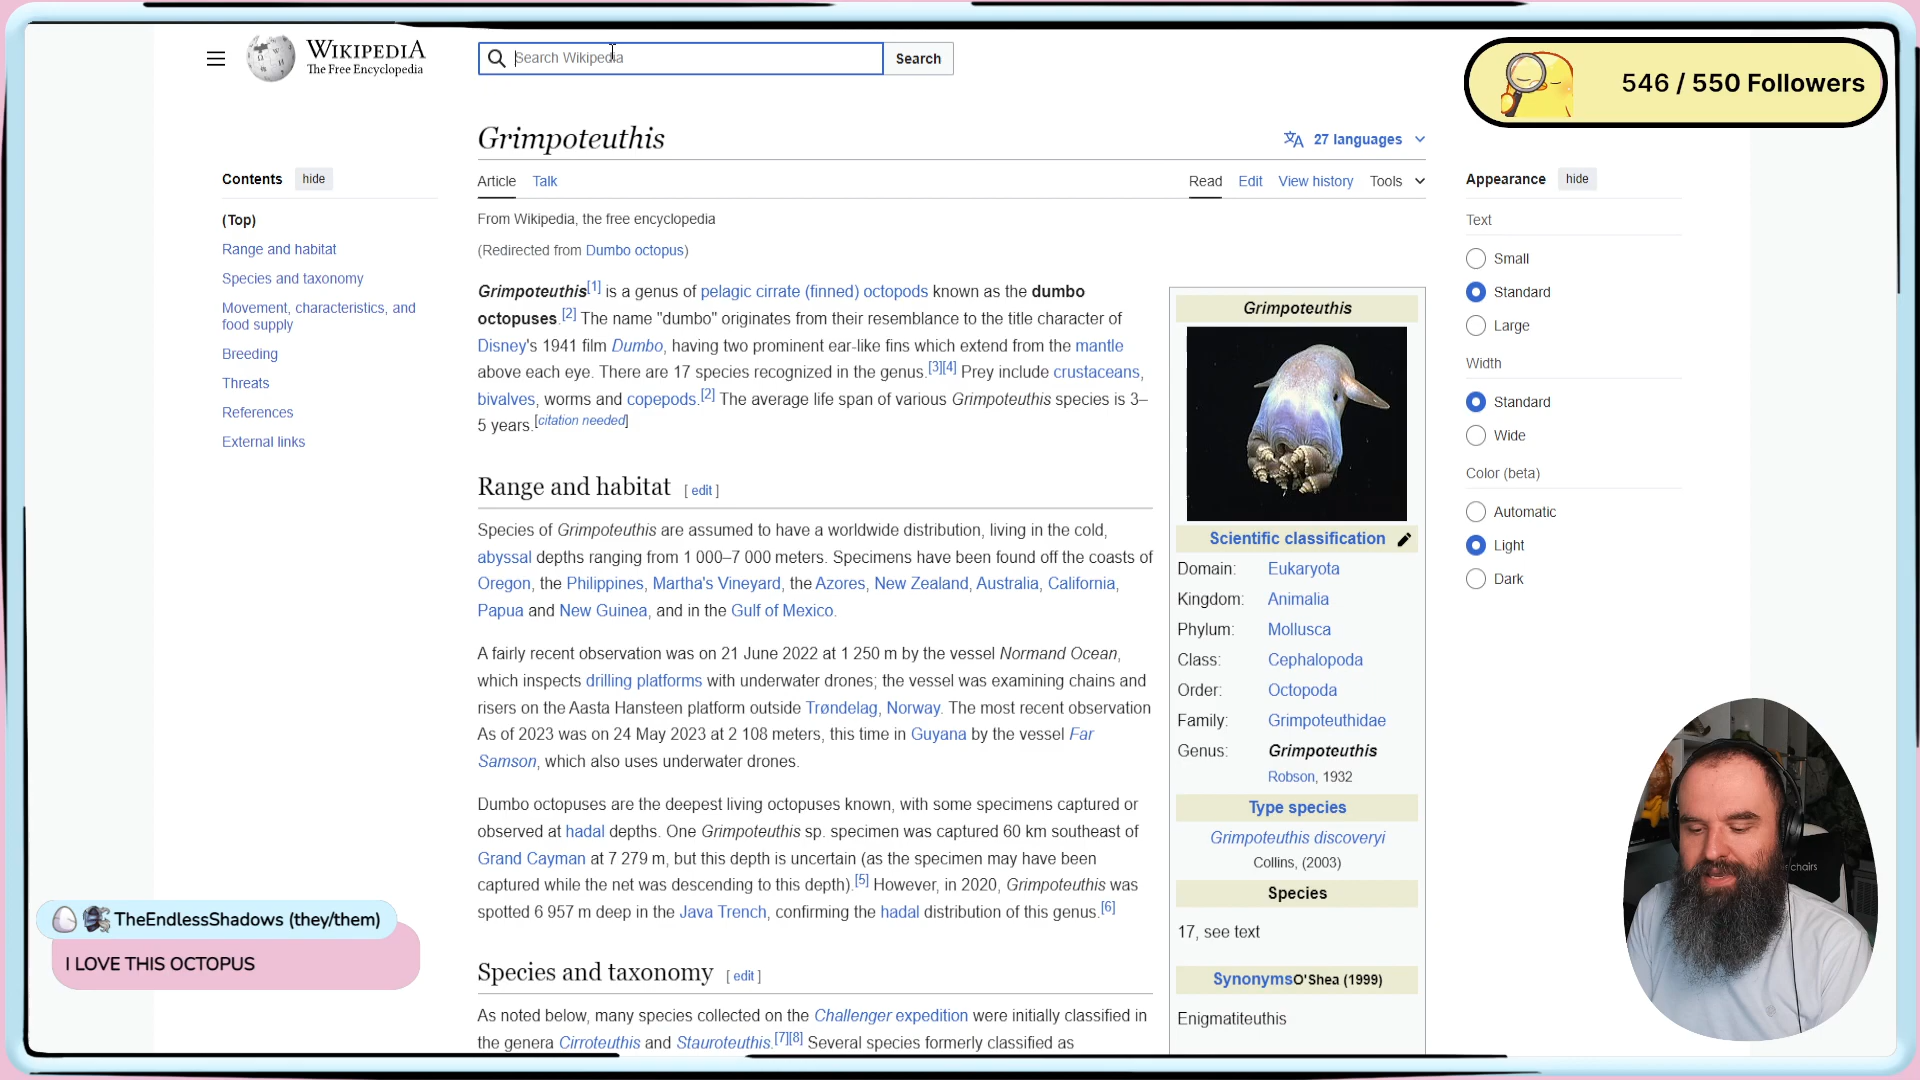 WIKIPEDIA
The Free Encyclopedia
Search Wikipedia
Search
546 / 550 Followers
Grimpoteuthis
27 languages
Contents
hide
Article
Talk
Read
Edit
View history
Tools
Appearance
hide
(Top)
Range and habitat
Species and taxonomy
Movement, characteristics, and
food supply
Breeding
Threats
References
External links
From Wikipedia, the free encyclopedia
(Redirected from Dumbo octopus)
Grimpoteuthis[1] is a genus of pelagic cirrate (finned) octopods known as the dumbo
octopuses.[2] The name "dumbo" originates from their resemblance to the title character of
Disney's 1941 film Dumbo, having two prominent ear-like fins which extend from the mantle
above each eye. There are 17 species recognized in the genus.[3][4] Prey include crustaceans,
bivalves, worms and copepods.[2] The average life span of various Grimpoteuthis species is 3–
5 years.[citation needed]
Range and habitat [ edit ]
Species of Grimpoteuthis are assumed to have a worldwide distribution, living in the cold,
abyssal depths ranging from 1 000–7 000 meters. Specimens have been found off the coasts of
Oregon, the Philippines, Martha's Vineyard, the Azores, New Zealand, Australia, California,
Papua and New Guinea, and in the Gulf of Mexico.
A fairly recent observation was on 21 June 2022 at 1 250 m by the vessel Normand Ocean,
which inspects drilling platforms with underwater drones; the vessel was examining chains and
risers on the Aasta Hansteen platform outside Trøndelag, Norway. The most recent observation
As of 2023 was on 24 May 2023 at 2 108 meters, this time in Guyana by the vessel Far
Samson, which also uses underwater drones.
Dumbo octopuses are the deepest living octopuses known, with some specimens captured or
observed at hadal depths. One Grimpoteuthis sp. specimen was captured 60 km southeast of
Grand Cayman at 7 279 m, but this depth is uncertain (as the specimen may have been
captured while the net was descending to this depth).[5] However, in 2020, Grimpoteuthis was
spotted 6 957 m deep in the Java Trench, confirming the hadal distribution of this genus.[6]
Species and taxonomy [ edit ]
As noted below, many species collected on the Challenger expedition were initially classified in
the genera Cirroteuthis and Stauroteuthis.[7][8] Several species formerly classified as
Grimpoteuthis
Scientific classification
Domain: Eukaryota
Kingdom: Animalia
Phylum: Mollusca
Class: Cephalopoda
Order: Octopoda
Family: Grimpoteuthidae
Genus: Grimpoteuthis
Robson, 1932
Type species
Grimpoteuthis discoveryi
Collins, (2003)
Species
17, see text
SynonymsO'Shea (1999)
Enigmatiteuthis
Text
Small
Standard
Large
Width
Standard
Wide
Color (beta)
Automatic
Light
Dark
chairs
TheEndlessShadows (they/them)
I LOVE THIS OCTOPUS